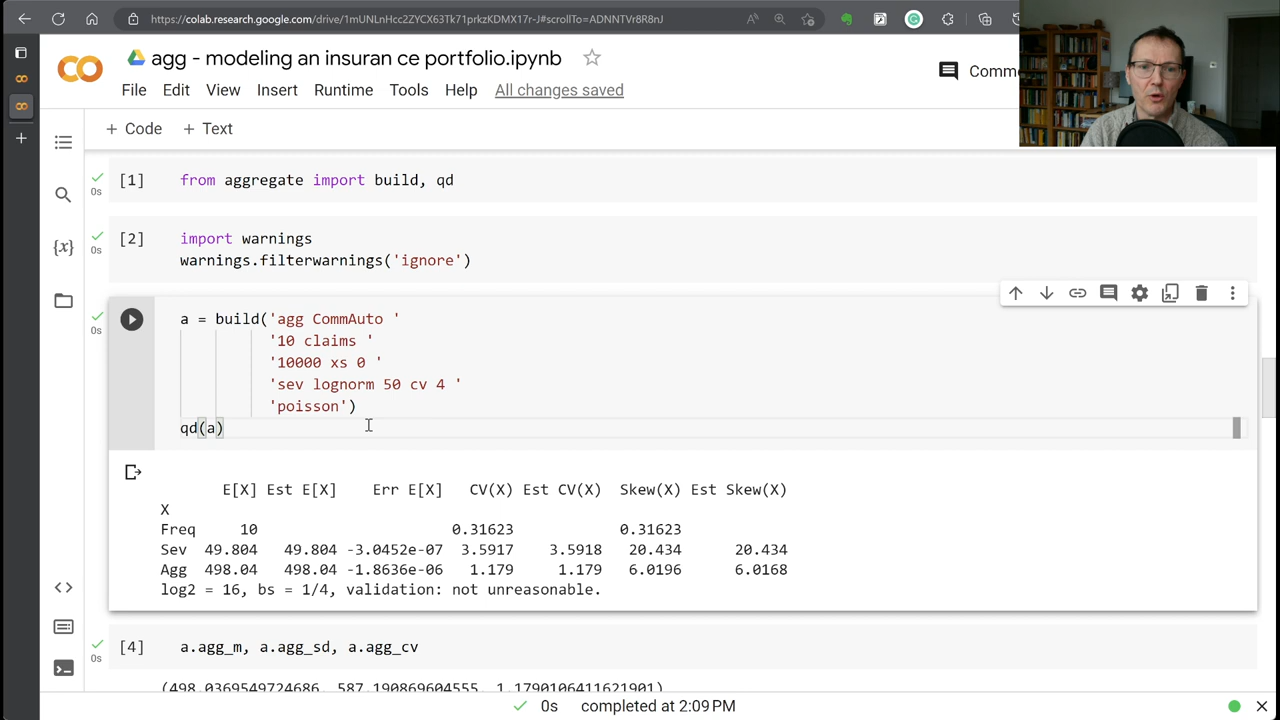 https://colab.research.google.com/drive/1mUNLnHcc2ZYCX63Tk71prkzKDMX17r-J#scrollTo=ADNNTVr8R8nJ
agg - modeling an insuran ce portfolio.ipynb
File Edit View Insert Runtime Tools Help All changes saved
Comme
+ Code + Text
[1] from aggregate import build, qd
0s
[2] import warnings
0s warnings.filterwarnings('ignore')
a = build('agg CommAuto '
0s
'10 claims '
'10000 xs 0 '
'sev lognorm 50 cv 4 '
'poisson')
qd(a)
E[X] Est E[X] Err E[X] CV(X) Est CV(X) Skew(X) Est Skew(X)
X
Freq 10 0.31623 0.31623
Sev 49.804 49.804 -3.0452e-07 3.5917 3.5918 20.434 20.434
Agg 498.04 498.04 -1.8636e-06 1.179 1.179 6.0196 6.0168
log2 = 16, bs = 1/4, validation: not unreasonable.
[4] a.agg_m, a.agg_sd, a.agg_cv
0s
(498.0369549724686, 587.190869604555, 1.1790106411621901)
0s completed at 2:09 PM